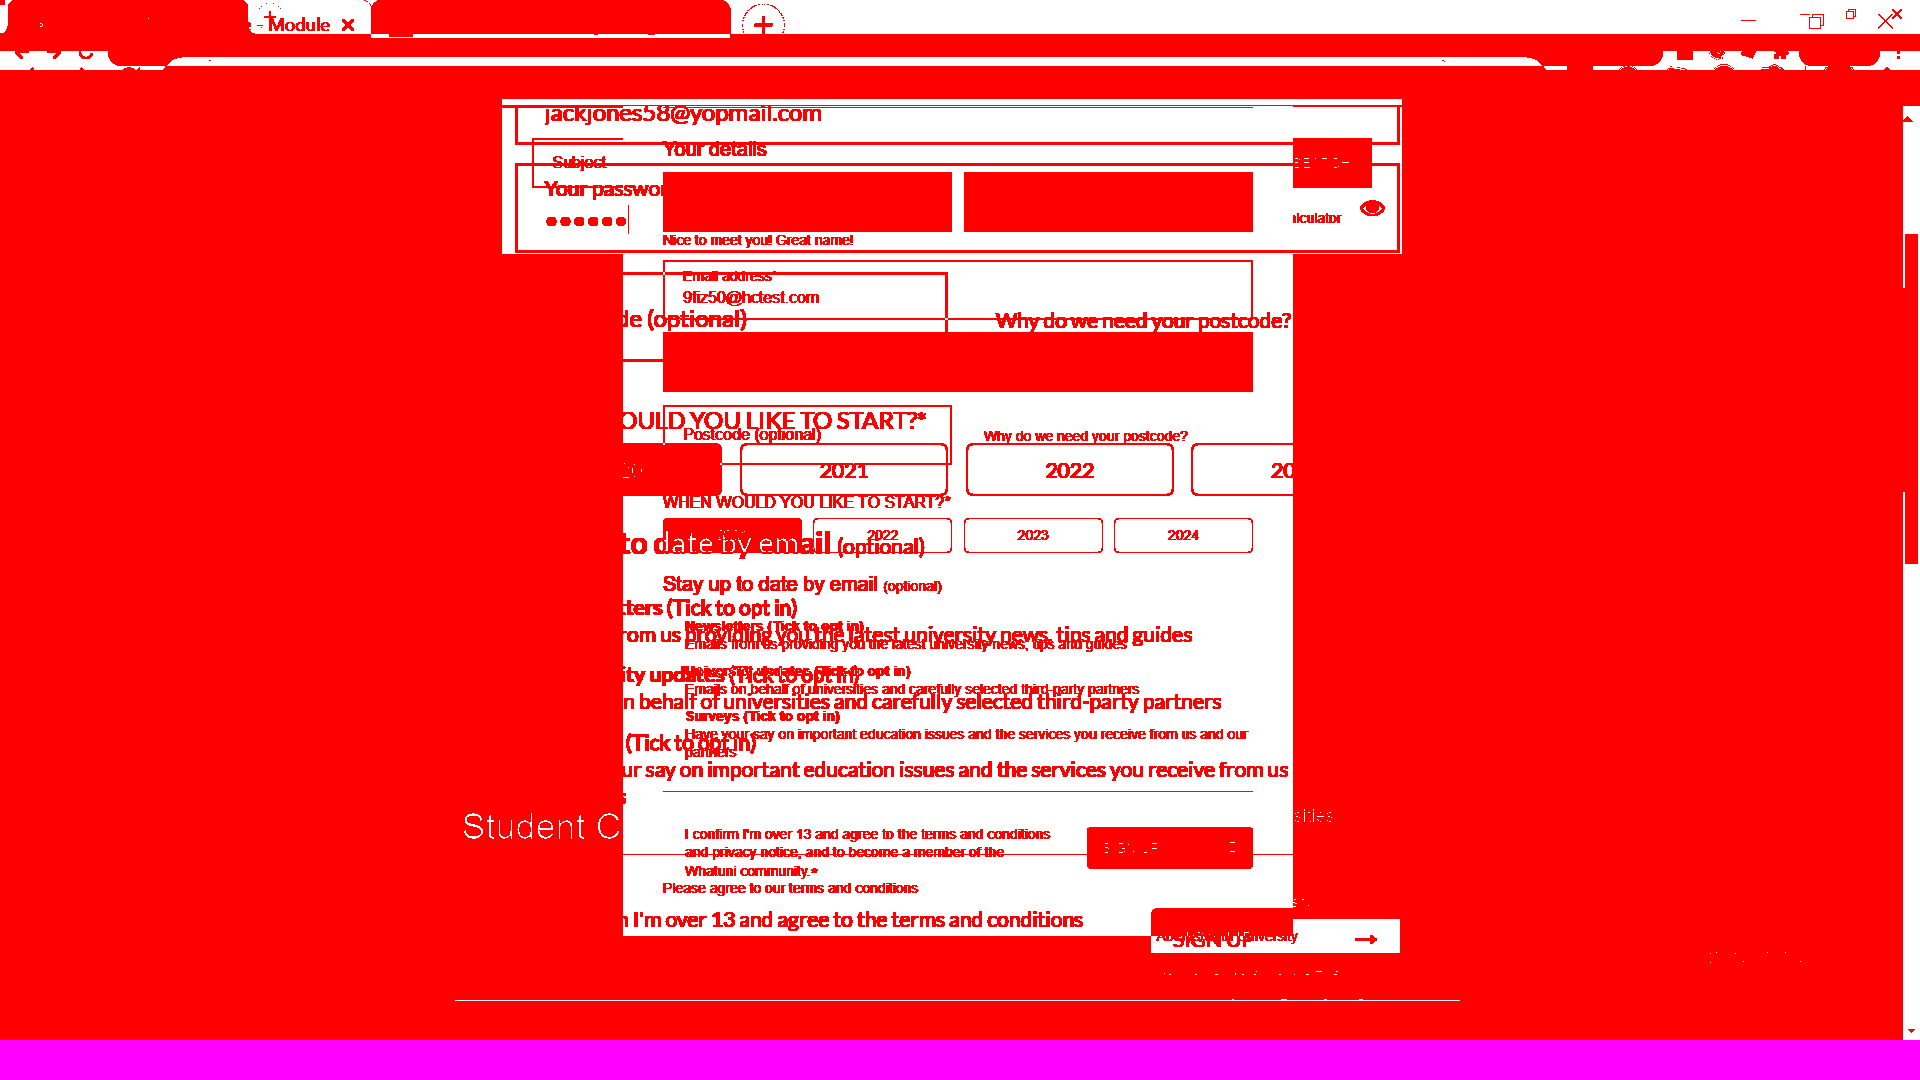 Module
jackjones58@yopmail.com
Your details
Subject
Your passwor
Nice to meet you! Great name!
Email address*
9fiz50@hctest.com
de (optional)
Why do we need your postcode?
OULD YOU LIKE TO START?*
Postcode (optional)
Why do we need your postcode?
2021
2022
20
WHEN WOULD YOU LIKE TO START?*
2022
2023
2024
to date by email (optional)
Stay up to date by email (optional)
tters (Tick to opt in)
Newsletters (Tick to opt in)
rom us providing you the latest university news, tips and guides
Emails from us providing you the latest university news, tips and guides
University updates (Tick to opt in)
ity updates (Tick to opt in)
Emails on behalf of universities and carefully selected third-party partners
n behalf of universities and carefully selected third-party partners
Surveys (Tick to opt in)
Have your say on important education issues and the services you receive from us and our
partners
(Tick to opt in)
ur say on important education issues and the services you receive from us
Student C
sities
I confirm I'm over 13 and agree to the terms and conditions
and privacy notice, and to become a member of the
Whatuni community.*
SIGN UP
Please agree to our terms and conditions
I'm over 13 and agree to the terms and conditions
SIGN UP